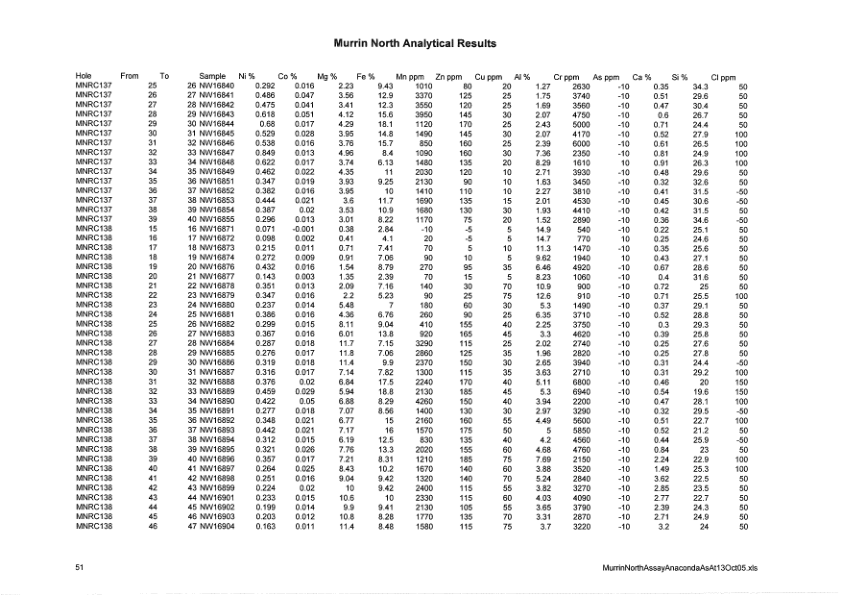 Murrin North Analytical Results
Hole From To Sample Ni % Co % Mg % Fe % Mn ppm Zn ppm Cu ppm Al % Cr ppm As ppm Ca % Si % Cl ppm
MNRC137 25 26 NW16840 0.292 0.016 2.23 9.43 1010 80 20 1.27 2630 -10 0.35 34.3 50
MNRC137 26 27 NW16841 0.486 0.047 3.56 12.9 3370 125 25 1.75 3740 -10 0.51 29.6 50
MNRC137 27 28 NW16842 0.475 0.041 3.41 12.3 3550 120 25 1.69 3560 -10 0.47 30.4 50
MNRC137 28 29 NW16843 0.618 0.051 4.12 15.6 3950 145 30 2.07 4750 -10 0.6 26.7 50
MNRC137 29 30 NW16844 0.68 0.017 4.29 18.1 1120 170 25 2.43 5000 -10 0.71 24.4 50
MNRC137 30 31 NW16845 0.529 0.028 3.95 14.8 1490 145 30 2.07 4170 -10 0.52 27.9 100
MNRC137 31 32 NW16846 0.538 0.016 3.76 15.7 850 160 25 2.39 6000 -10 0.61 26.5 100
MNRC137 32 33 NW16847 0.849 0.013 4.96 8.4 1090 160 30 7.36 2350 -10 0.81 24.9 100
MNRC137 33 34 NW16848 0.622 0.017 3.74 6.13 1480 135 20 8.29 1610 10 0.91 26.3 100
MNRC137 34 35 NW16849 0.462 0.022 4.35 11 2030 120 10 2.71 3930 -10 0.48 29.6 50
MNRC137 35 36 NW16851 0.347 0.019 3.93 9.25 2130 90 10 1.63 3450 -10 0.32 32.6 50
MNRC137 36 37 NW16852 0.382 0.016 3.95 10 1410 110 10 2.27 3810 -10 0.41 31.5 -50
MNRC137 37 38 NW16853 0.444 0.021 3.6 11.7 1690 135 15 2.01 4530 -10 0.45 30.6 -50
MNRC137 38 39 NW16854 0.387 0.02 3.53 10.9 1680 130 30 1.93 4410 -10 0.42 31.5 50
MNRC137 39 40 NW16855 0.296 0.013 3.01 8.22 1170 75 20 1.52 2890 -10 0.36 34.6 -50
MNRC138 15 16 NW16871 0.071 -0.001 0.38 2.84 -10 -5 5 14.9 540 -10 0.22 25.1 50
MNRC138 16 17 NW16872 0.098 0.002 0.41 4.1 20 -5 5 14.7 770 10 0.25 24.6 50
MNRC138 17 18 NW16873 0.215 0.011 0.71 7.41 70 5 10 11.3 1470 -10 0.35 25.6 50
MNRC138 18 19 NW16874 0.272 0.009 0.91 7.06 90 10 5 9.62 1940 10 0.43 27.1 50
MNRC138 19 20 NW16876 0.432 0.016 1.54 8.79 270 95 35 6.46 4920 -10 0.67 28.6 50
MNRC138 20 21 NW16877 0.143 0.003 1.35 2.39 70 15 5 8.23 1060 -10 0.4 31.6 50
MNRC138 21 22 NW16878 0.351 0.013 2.09 7.16 140 30 70 10.9 900 -10 0.72 25 50
MNRC138 22 23 NW16879 0.347 0.016 2.2 5.23 90 25 75 12.6 910 -10 0.71 25.5 100
MNRC138 23 24 NW16880 0.237 0.014 5.48 7 180 60 30 5.3 1490 -10 0.37 29.1 50
MNRC138 24 25 NW16881 0.386 0.016 4.36 6.76 260 90 25 6.35 3710 -10 0.52 28.8 50
MNRC138 25 26 NW16882 0.299 0.015 8.11 9.04 410 155 40 2.25 3750 -10 0.3 29.3 50
MNRC138 26 27 NW16883 0.367 0.016 6.01 13.8 920 165 45 3.3 4620 -10 0.39 25.8 50
MNRC138 27 28 NW16884 0.287 0.018 11.7 7.15 3290 115 25 2.02 2740 -10 0.25 27.6 50
MNRC138 28 29 NW16885 0.276 0.017 11.8 7.06 2860 125 35 1.96 2820 -10 0.25 27.8 50
MNRC138 29 30 NW16886 0.319 0.018 11.4 9.9 2370 150 30 2.65 3940 -10 0.31 24.4 -50
MNRC138 30 31 NW16887 0.316 0.017 7.14 7.82 1300 115 35 3.63 2710 10 0.31 29.2 100
MNRC138 31 32 NW16888 0.376 0.02 6.84 17.5 2240 170 40 5.11 6800 -10 0.46 20 150
MNRC138 32 33 NW16889 0.459 0.029 5.94 18.8 2130 185 45 5.3 6940 -10 0.54 19.6 150
MNRC138 33 34 NW16890 0.422 0.05 6.88 8.29 4260 150 40 3.94 2200 -10 0.47 28.1 100
MNRC138 34 35 NW16891 0.277 0.018 7.07 8.56 1400 130 30 2.97 3290 -10 0.32 29.5 -50
MNRC138 35 36 NW16892 0.348 0.021 6.77 15 2160 160 55 4.49 5600 -10 0.51 22.7 100
MNRC138 36 37 NW16893 0.442 0.021 7.17 16 1570 175 50 5 5850 -10 0.52 21.2 50
MNRC138 37 38 NW16894 0.312 0.015 6.19 12.5 830 135 40 4.2 4560 -10 0.44 25.9 -50
MNRC138 38 39 NW16895 0.321 0.026 7.76 13.3 2020 155 60 4.68 4760 -10 0.84 23 50
MNRC138 39 40 NW16896 0.357 0.017 7.21 8.31 1210 185 75 7.69 2150 -10 2.24 22.9 100
MNRC138 40 41 NW16897 0.264 0.025 8.43 10.2 1670 140 60 3.88 3520 -10 1.49 25.3 100
MNRC138 41 42 NW16898 0.251 0.016 9.04 9.42 1320 140 70 5.24 2840 -10 3.62 22.5 50
MNRC138 42 43 NW16899 0.224 0.02 10 9.42 2400 115 55 3.82 3270 -10 2.85 23.5 50
MNRC138 43 44 NW16901 0.233 0.015 10.6 10 2330 115 60 4.03 4090 -10 2.77 22.7 50
MNRC138 44 45 NW16902 0.199 0.014 9.9 9.41 2130 105 55 3.65 3790 -10 2.39 24.3 50
MNRC138 45 46 NW16903 0.203 0.012 10.8 8.28 1770 135 70 3.31 2870 -10 2.71 24.9 50
MNRC138 46 47 NW16904 0.163 0.011 11.4 8.48 1580 115 75 3.7 3220 -10 3.2 24 50
51 MurrinNorthAssayAnacondaAsAt13Oct05.xls